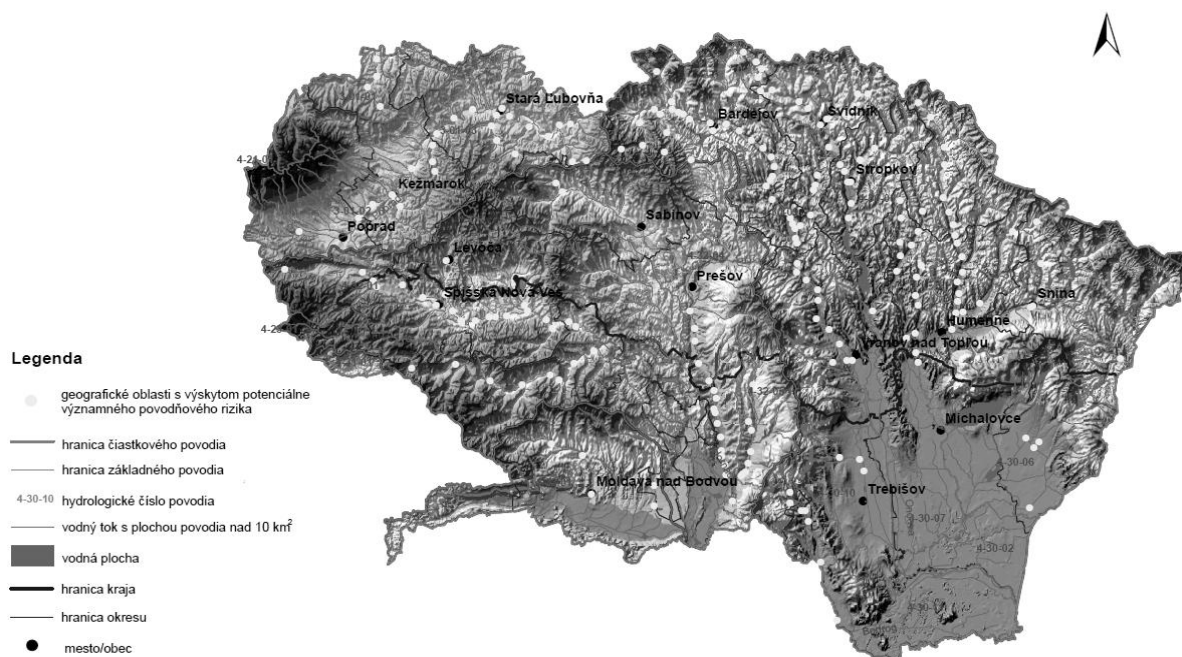 Stará Ľubovňa
Bardejov
Svidník
Stropkov
Kežmarok
Poprad
Sabinov
Levoča
Prešov
Spišská Nová Ves
Snina
Humenné
Vranov nad Topľou
Michalovce
4-30-06
Moldava nad Bodvou
Trebišov
4-30-02
Legenda
geografické oblasti s výskytom potenciálne
významného povodňového rizika
hranica čiastkového povodia
hranica základného povodia
4-30-10 hydrologické číslo povodia
vodný tok s plochou povodia nad 10 km²
vodná plocha
hranica kraja
hranica okresu
mesto/obec